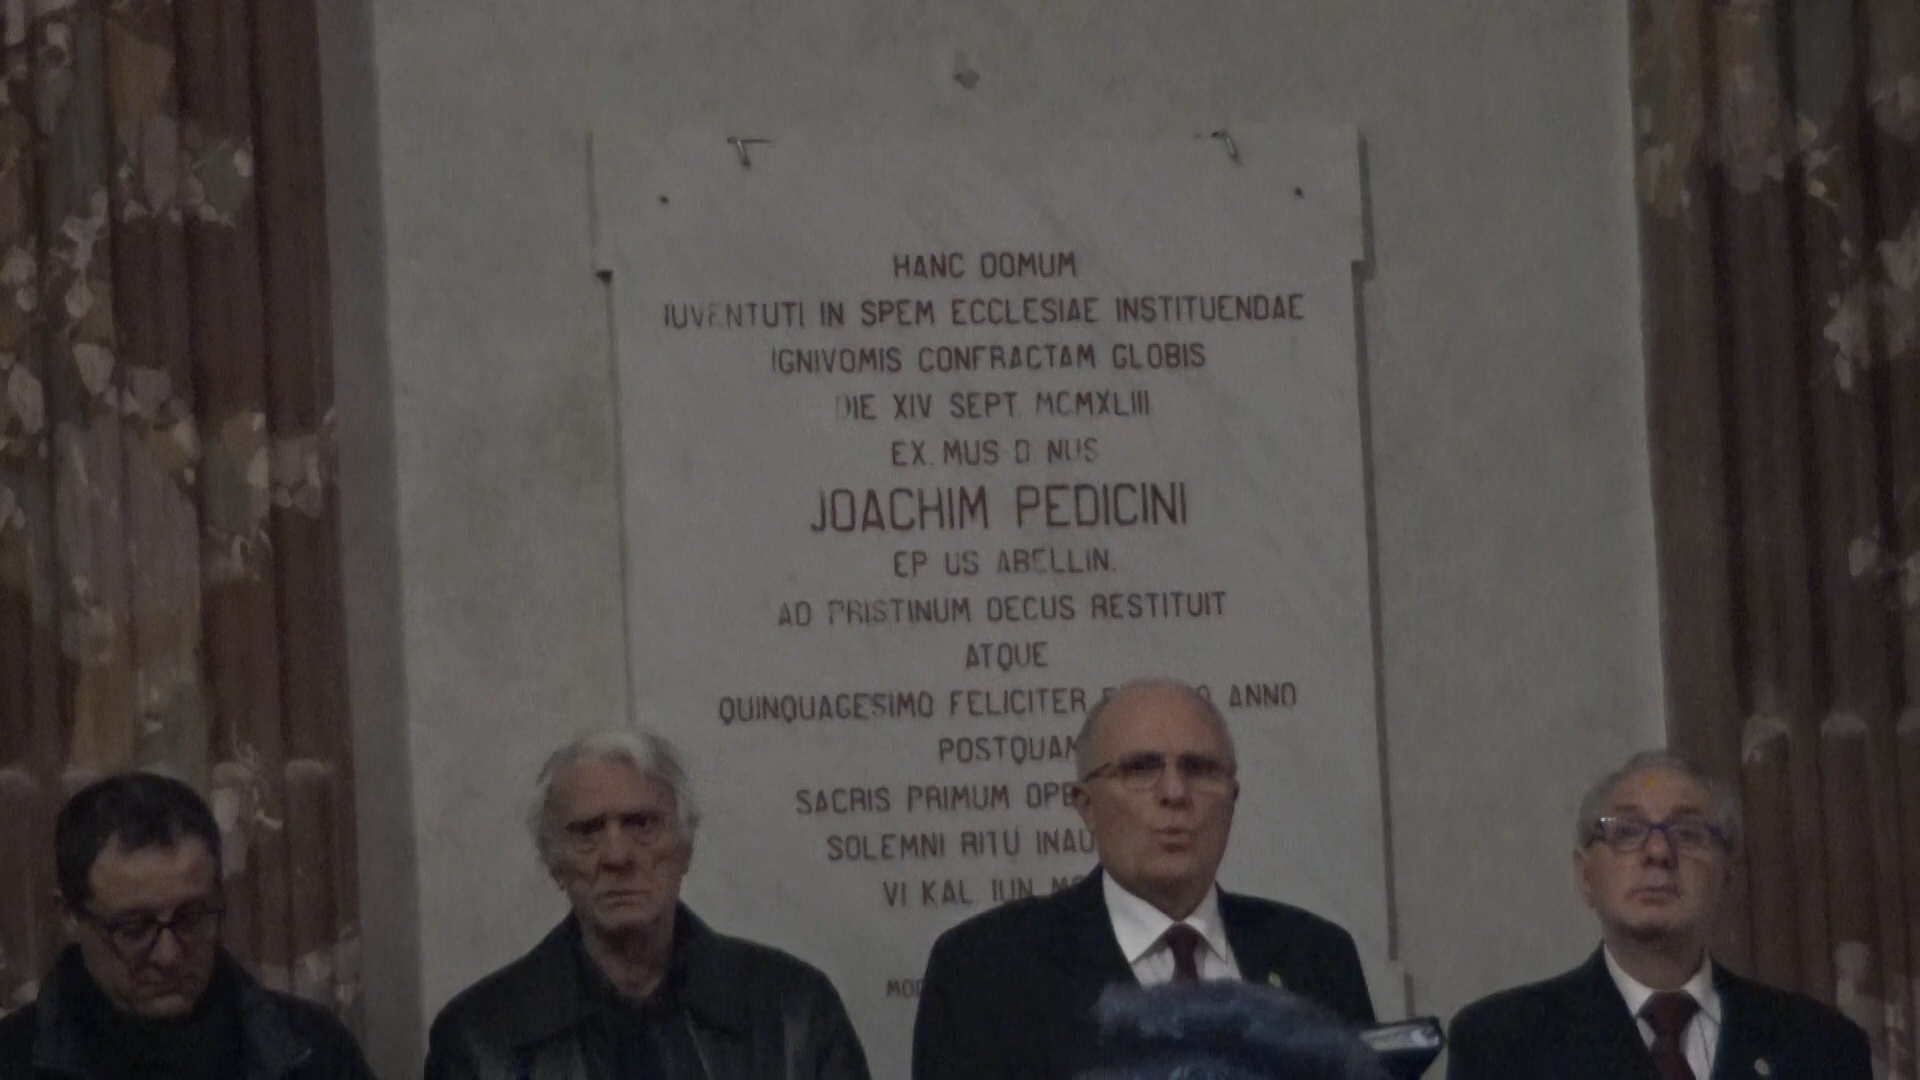 HANC DOMUM
IUVENTUTI IN SPEM ECCLESIAE INSTITUENDAE
IGNIVOMIS CONFRACTAM GLOBIS
DIE XIV SEPT. MCMXLIII
EX.MUS D NUS
JOACHIM PEDICINI
EP US ABELLIN.
AD PRISTINUM DECUS RESTITUIT
ATQUE
QUINQUAGESIMO FELICITER ANNO
POSTQUAM
SACRIS PRIMUM
SOLEMNI RITU
VI KAL IUN